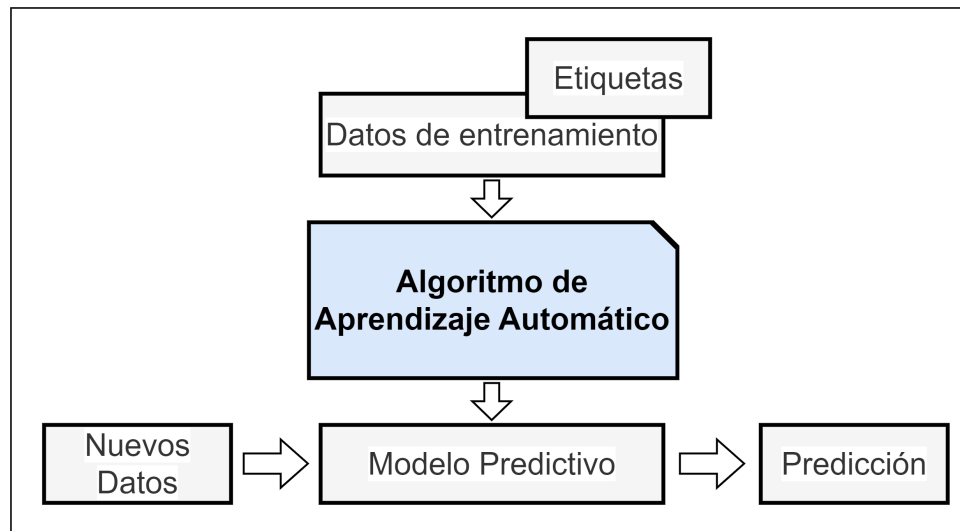 Etiquetas
Datos de entrenamiento
Algoritmo de
Aprendizaje Automático
Nuevos
Datos
Modelo Predictivo
Predicción